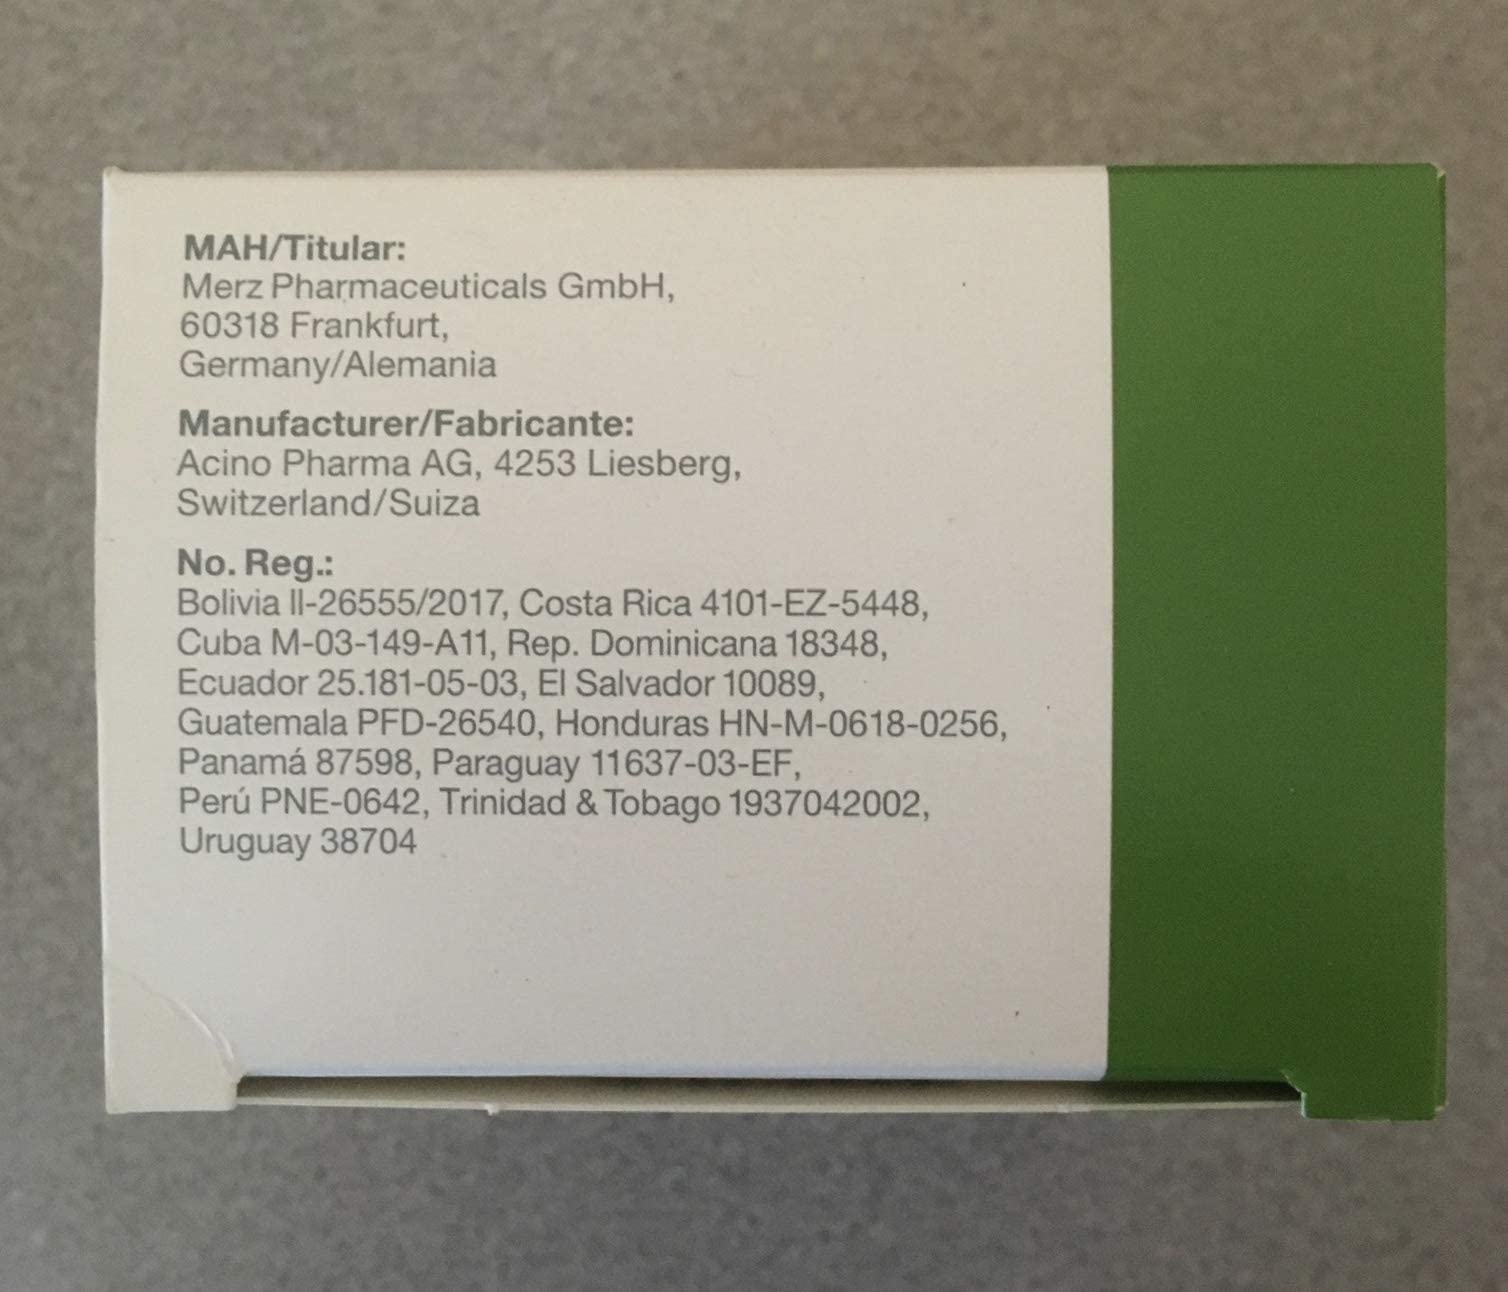 MAH/Titular:
Merz Pharmaceuticals GmbH,
60318 Frankfurt,
Germany/Alemania
Manufacturer/Fabricante:
Acino Pharma AG, 4253 Liesberg,
Switzerland/Suiza
No. Reg.:
Bolivia II-26555/2017, Costa Rica 4101-EZ-5448,
Cuba M-03-149-A11, Rep. Dominicana 18348,
Ecuador 25.181-05-03, El Salvador 10089,
Guatemala PFD-26540, Honduras HN-M-0618-0256,
Panamá 87598, Paraguay 11637-03-EF,
Perú PNE-0642, Trinidad & Tobago 1937042002,
Uruguay 38704